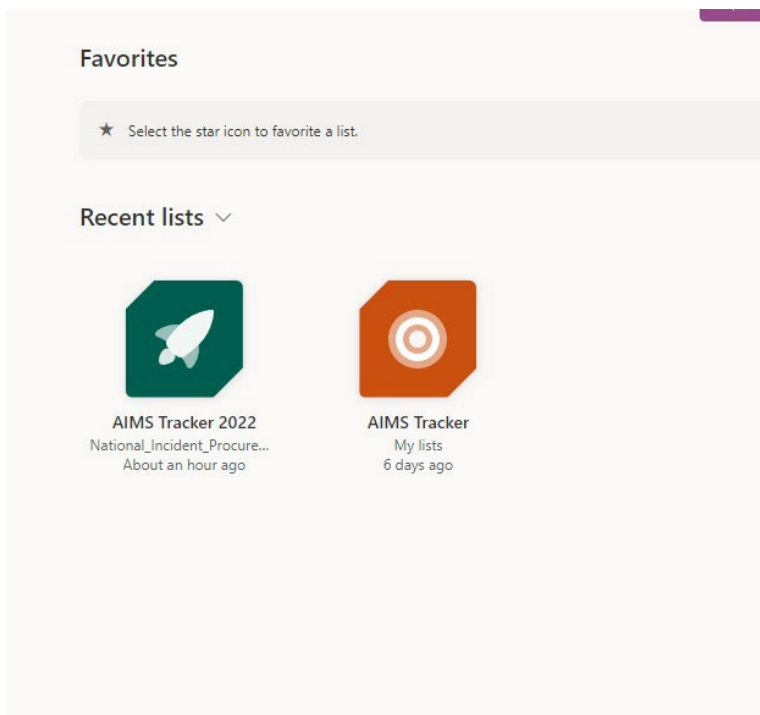 Favorites
Select the star icon to favorite a list.
Recent lists
AIMS Tracker 2022
National_Incident_Procure...
About an hour ago
AIMS Tracker
My lists
6 days ago